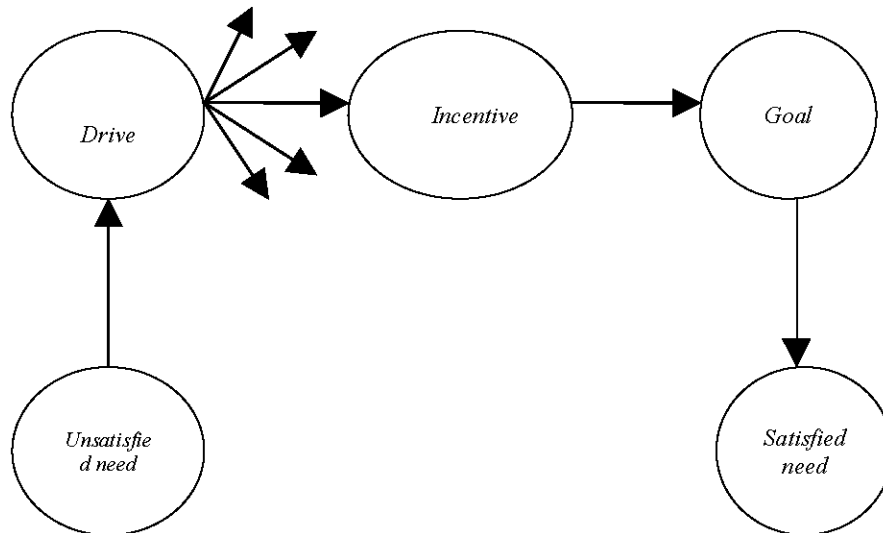 Drive
Incentive
Goal
Unsatisfie
d need
Satisfied
need